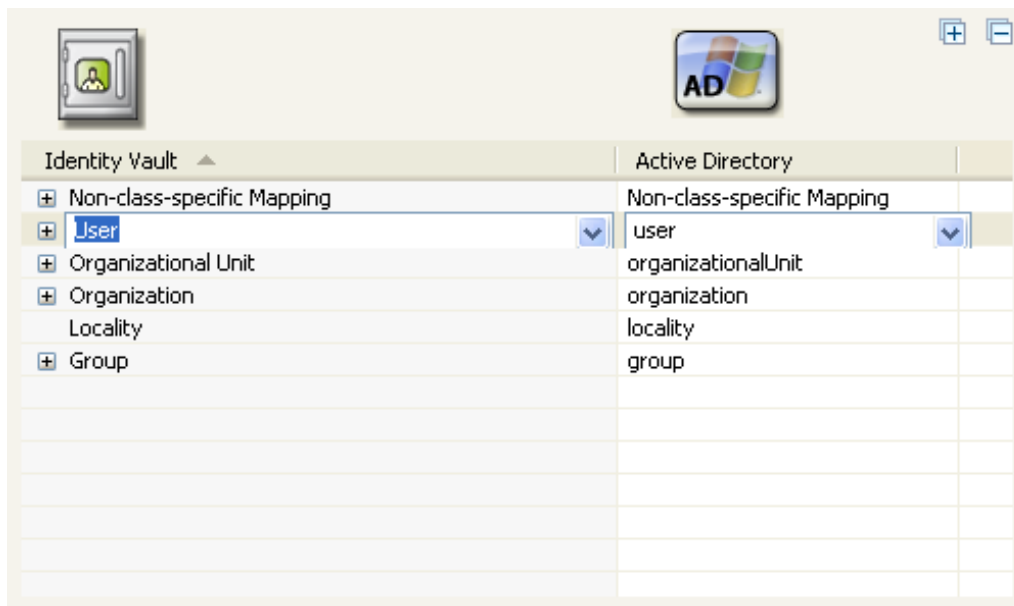 AD
Identity Vault Active Directory
Non-class-specific Mapping Non-class-specific Mapping
User user
Organizational Unit organizationalUnit
Organization organization
Locality locality
Group group